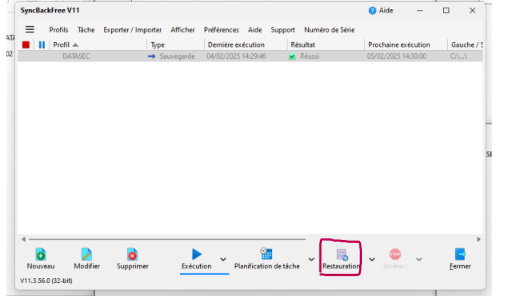 SyncBackFree V11
Aide
Profils Tâche Exporter / Importer Afficher Préférences Aide Support Numéro de Série
Profil Type Dernière exécution Résultat Prochaine exécution Gauche / S
DATASEC Sauvegarde 04/02/2025 14:29:46 Réussi 05/02/2025 14:30:00 C:\...\
Nouveau Modifier Supprimer Exécution Planification de tâche Restauration Arrêter ! Fermer
V11.3.56.0 (32-bit)